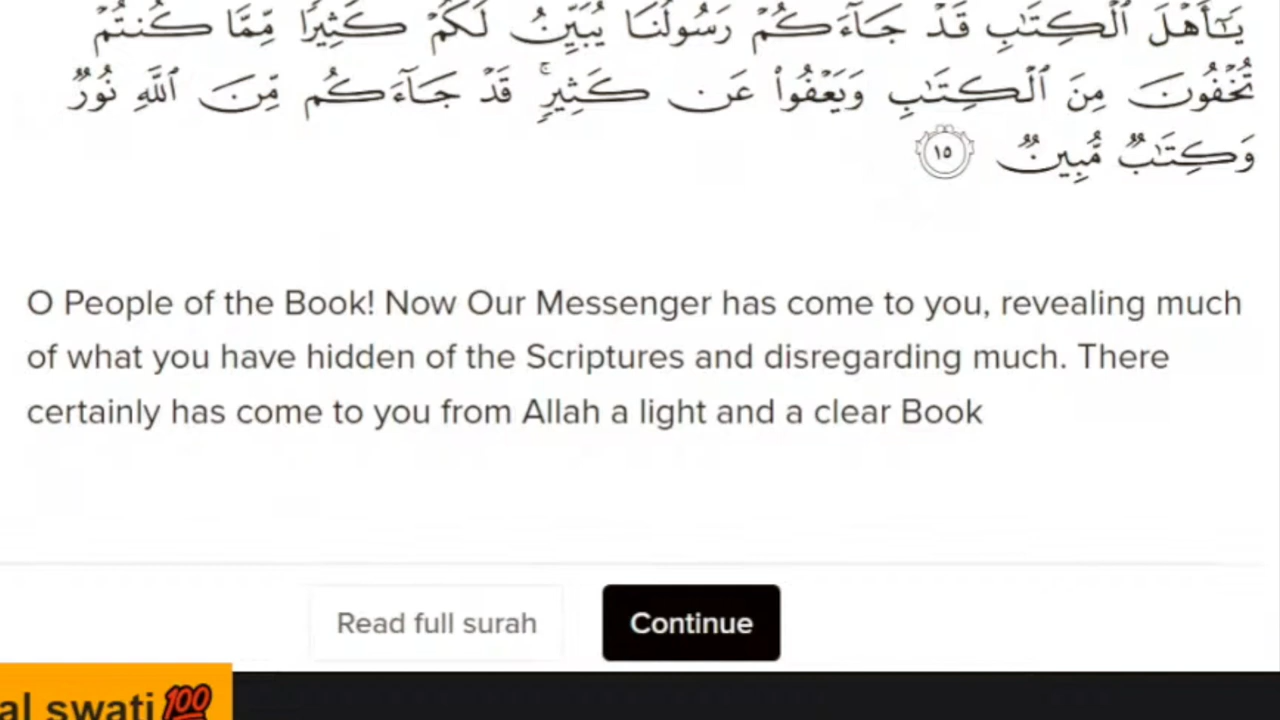 يَـٰٓأَهْلَ ٱلْكِتَـٰبِ قَدْ جَآءَكُمْ رَسُولُنَا يُبَيِّنُ لَكُمْ كَثِيرًا مِّمَّا كُنتُمْ
تُخْفُونَ مِنَ ٱلْكِتَـٰبِ وَيَعْفُوا۟ عَن كَثِيرٍ ۚ قَدْ جَآءَكُم مِّنَ ٱللَّهِ نُورٌ
وَكِتَـٰبٌ مُّبِينٌ ١٥
O People of the Book! Now Our Messenger has come to you, revealing much
of what you have hidden of the Scriptures and disregarding much. There
certainly has come to you from Allah a light and a clear Book
Read full surah Continue
al swati💯